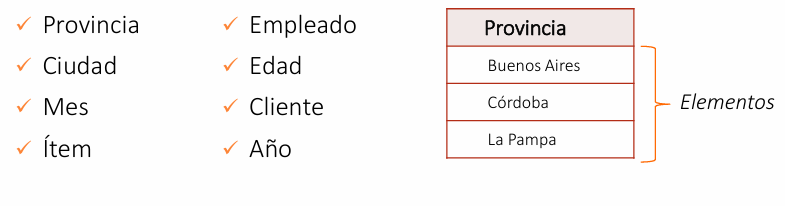 Provincia
Ciudad
Mes
Ítem
Empleado
Edad
Cliente
Año
Provincia
Buenos Aires
Córdoba
La Pampa
Elementos